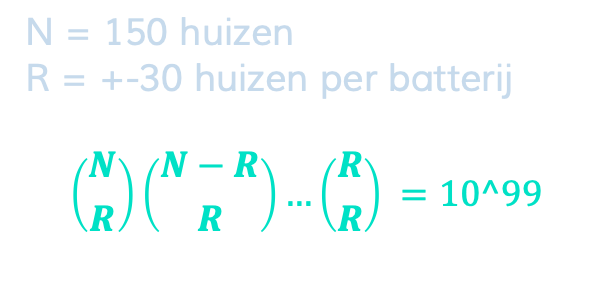 N = 150 huizen
R = +-30 huizen per batterij
(N R) (N − R R) ... (R R) = 10^99